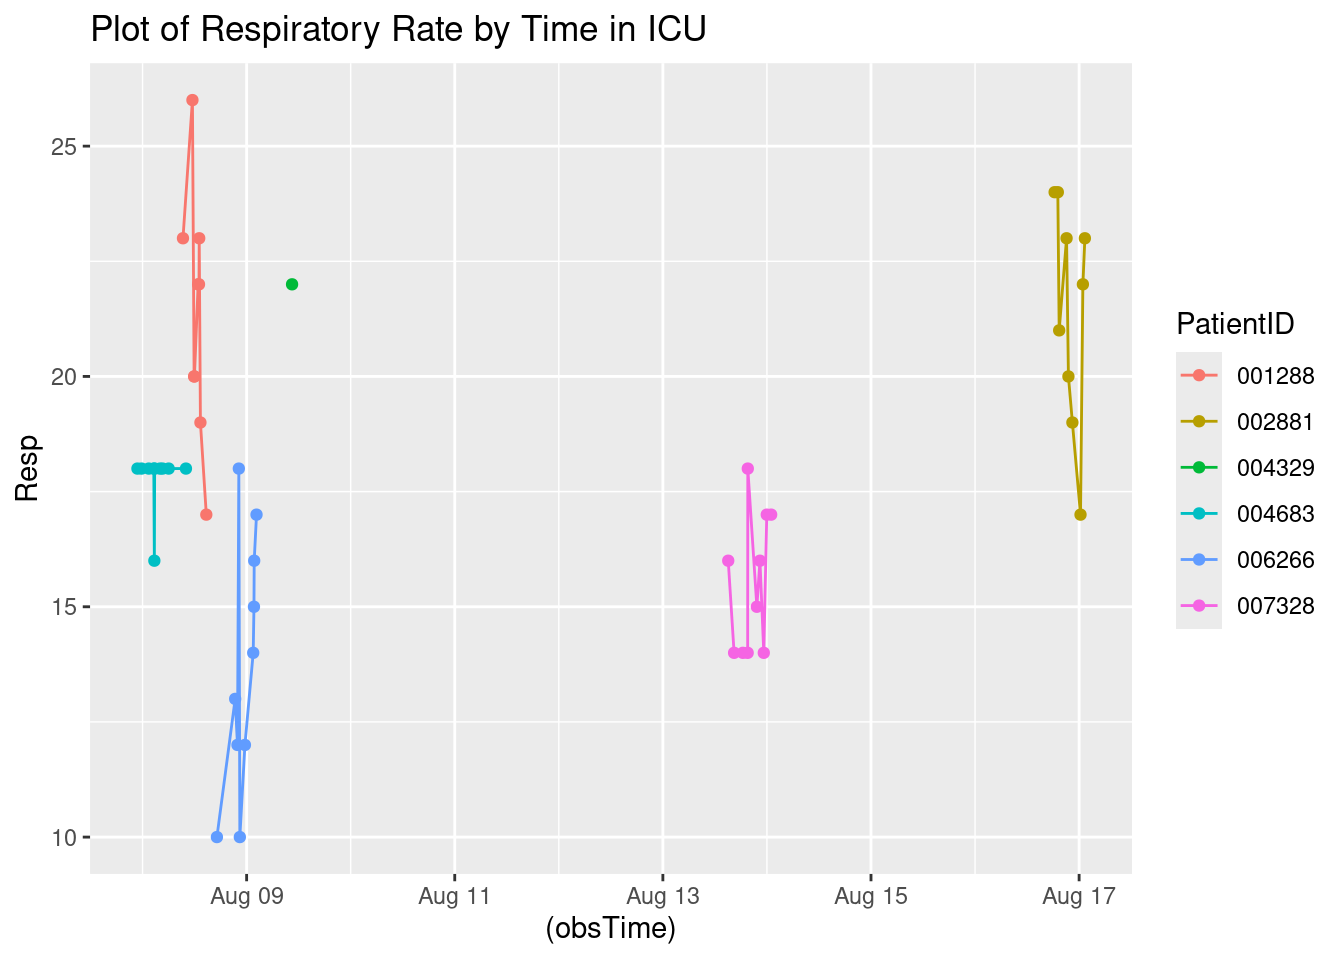 Plot of Respiratory Rate by Time in ICU
25
20
15
10
Resp
Aug 09
Aug 11
Aug 13
Aug 15
Aug 17
(obsTime)
PatientID
001288
002881
004329
004683
006266
007328